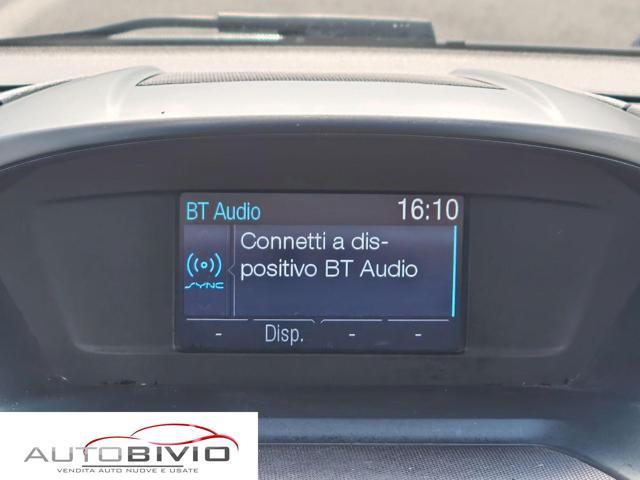 BT Audio 16:10
Connetti a dis-
positivo BT Audio
SYNC
- Disp. - -
AUTOBIVIO
VENDITA AUTO NUOVE E USATE